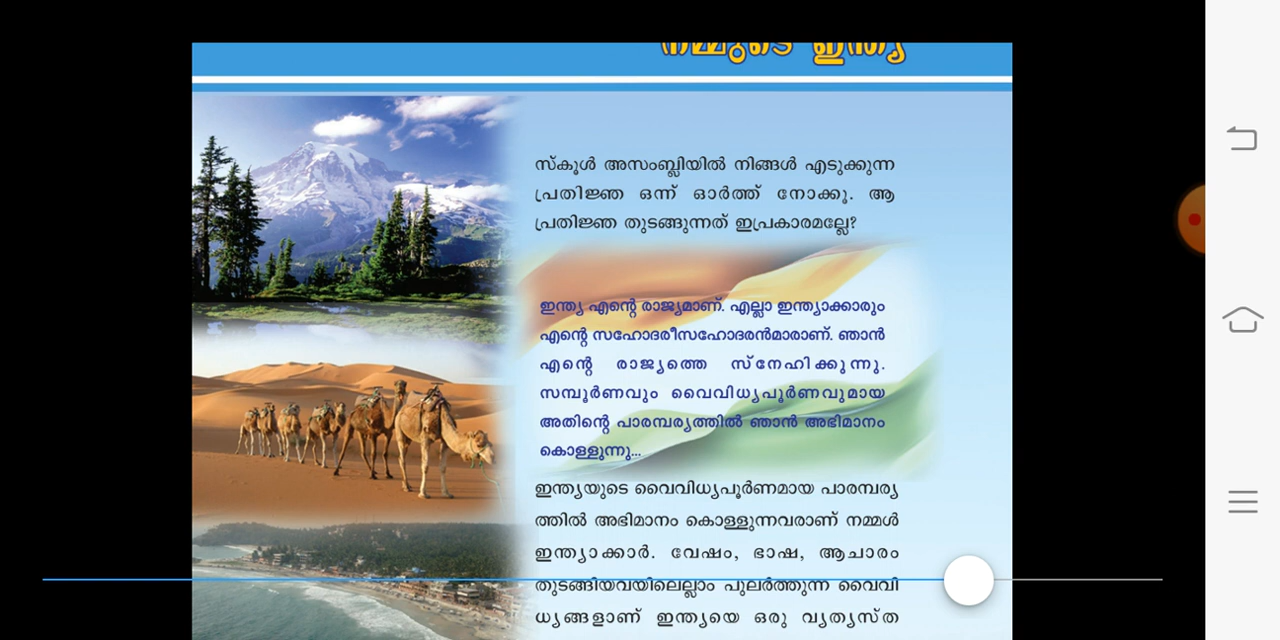 നമ്മുടെ ഇന്ത്യ
സ്കൂൾ അസംബ്ലിയിൽ നിങ്ങൾ എടുക്കുന്ന
പ്രതിജ്ഞ ഒന്ന് ഓർത്ത് നോക്കൂ. ആ
പ്രതിജ്ഞ തുടങ്ങുന്നത് ഇപ്രകാരമല്ലേ?
ഇന്ത്യ എന്റെ രാജ്യമാണ്. എല്ലാ ഇന്ത്യാക്കാരും
എന്റെ സഹോദരീസഹോദരൻമാരാണ്. ഞാൻ
എന്റെ രാജ്യത്തെ സ്നേഹിക്കുന്നു.
സമ്പൂർണവും വൈവിധ്യപൂർണവുമായ
അതിന്റെ പാരമ്പര്യത്തിൽ ഞാൻ അഭിമാനം
കൊള്ളുന്നു...
ഇന്ത്യയുടെ വൈവിധ്യപൂർണമായ പാരമ്പര്യ
ത്തിൽ അഭിമാനം കൊള്ളുന്നവരാണ് നമ്മൾ
ഇന്ത്യാക്കാർ. വേഷം, ഭാഷ, ആചാരം
തുടങ്ങിയവയിലെല്ലാം പുലർത്തുന്ന വൈവി
ധ്യങ്ങളാണ് ഇന്ത്യയെ ഒരു വ്യത്യസ്ത